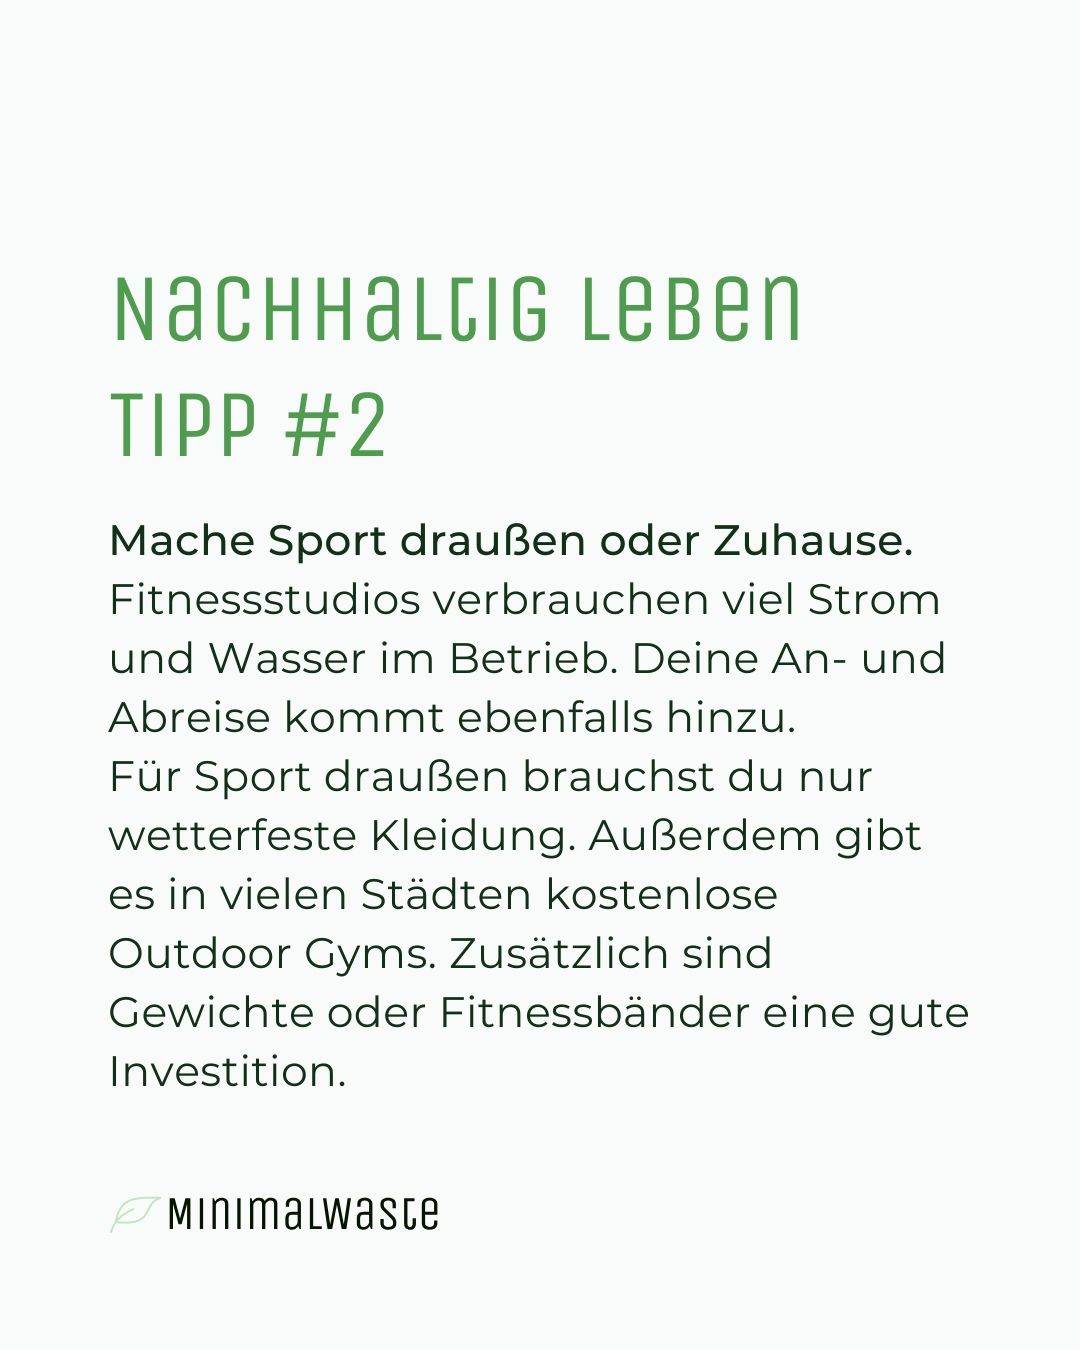 Nachhaltig leben
Tipp #2
Mache Sport draußen oder Zuhause.
Fitnessstudios verbrauchen viel Strom
und Wasser im Betrieb. Deine An- und
Abreise kommt ebenfalls hinzu.
Für Sport draußen brauchst du nur
wetterfeste Kleidung. Außerdem gibt
es in vielen Städten kostenlose
Outdoor Gyms. Zusätzlich sind
Gewichte oder Fitnessbänder eine gute
Investition.
Minimalwaste